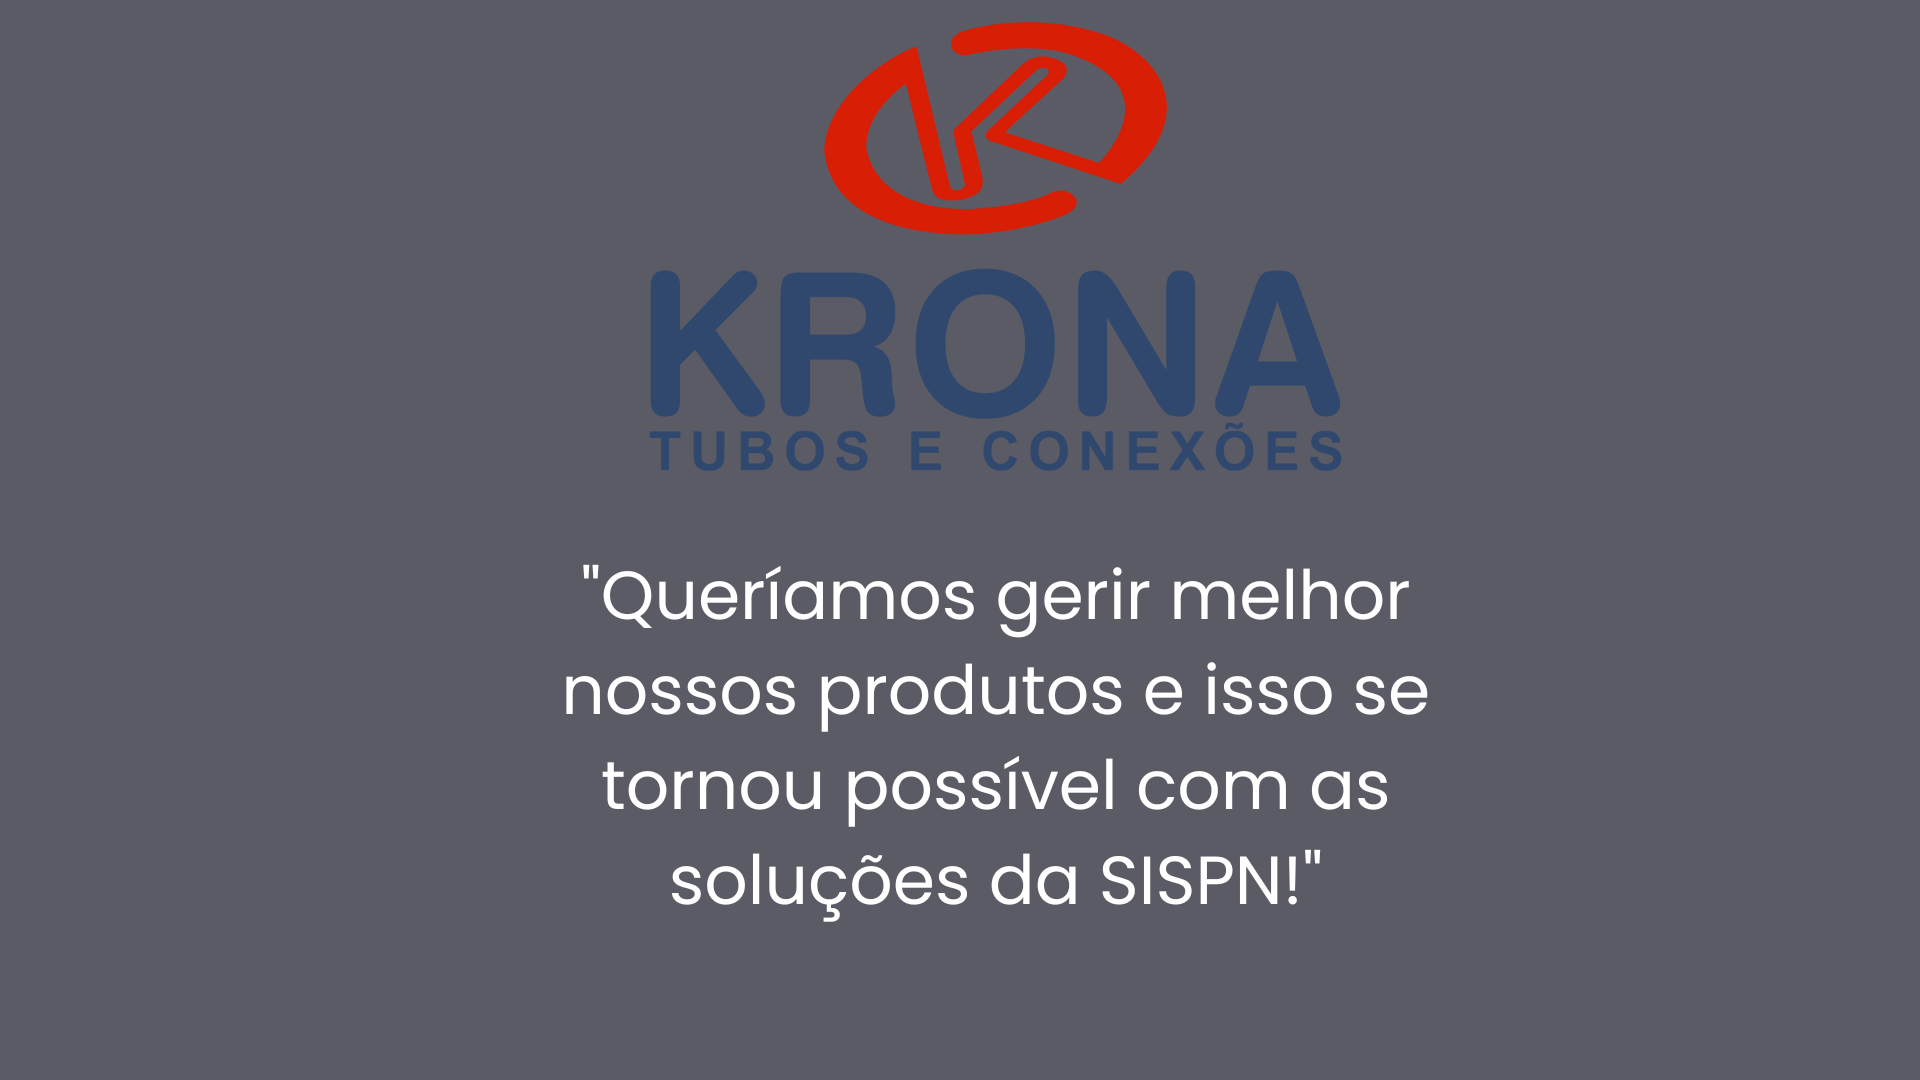 KRONA
TUBOS E CONEXÕES
"Queríamos gerir melhor
nossos produtos e isso se
tornou possível com as
soluções da SISPN!"